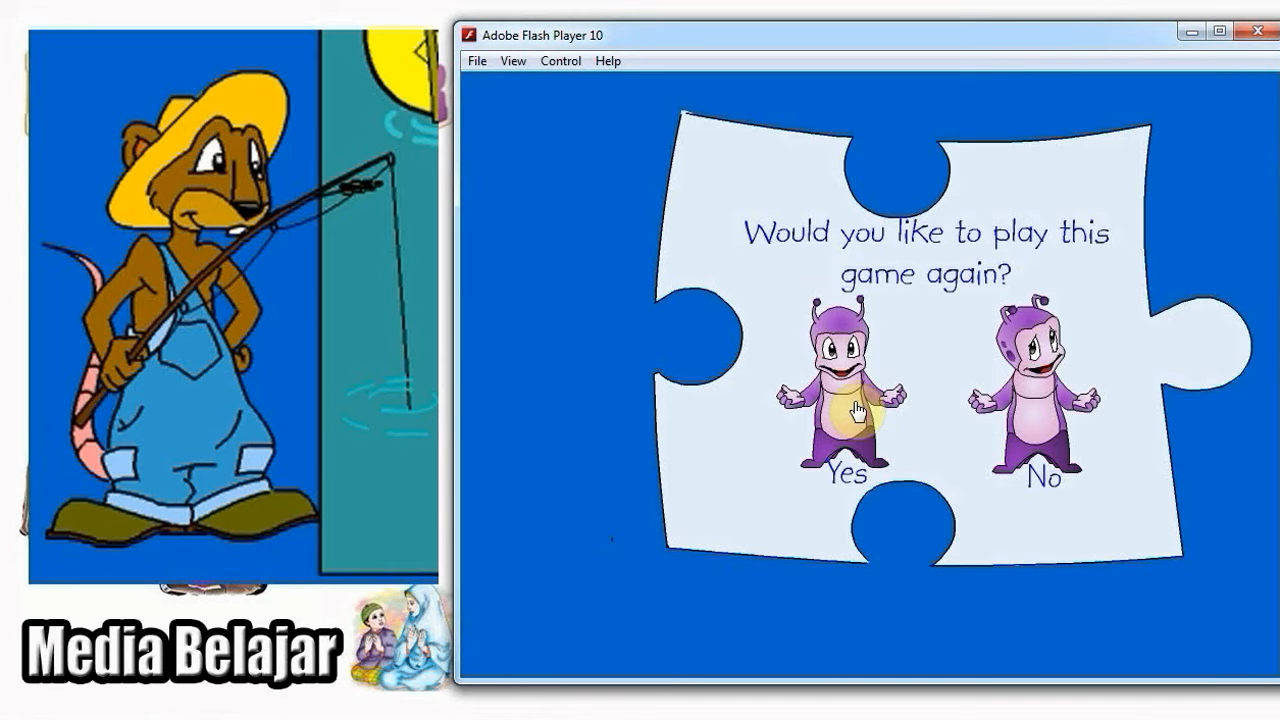 Adobe Flash Player 10
File View Control Help
Would you like to play this
game again?
Yes No
Media Belajar